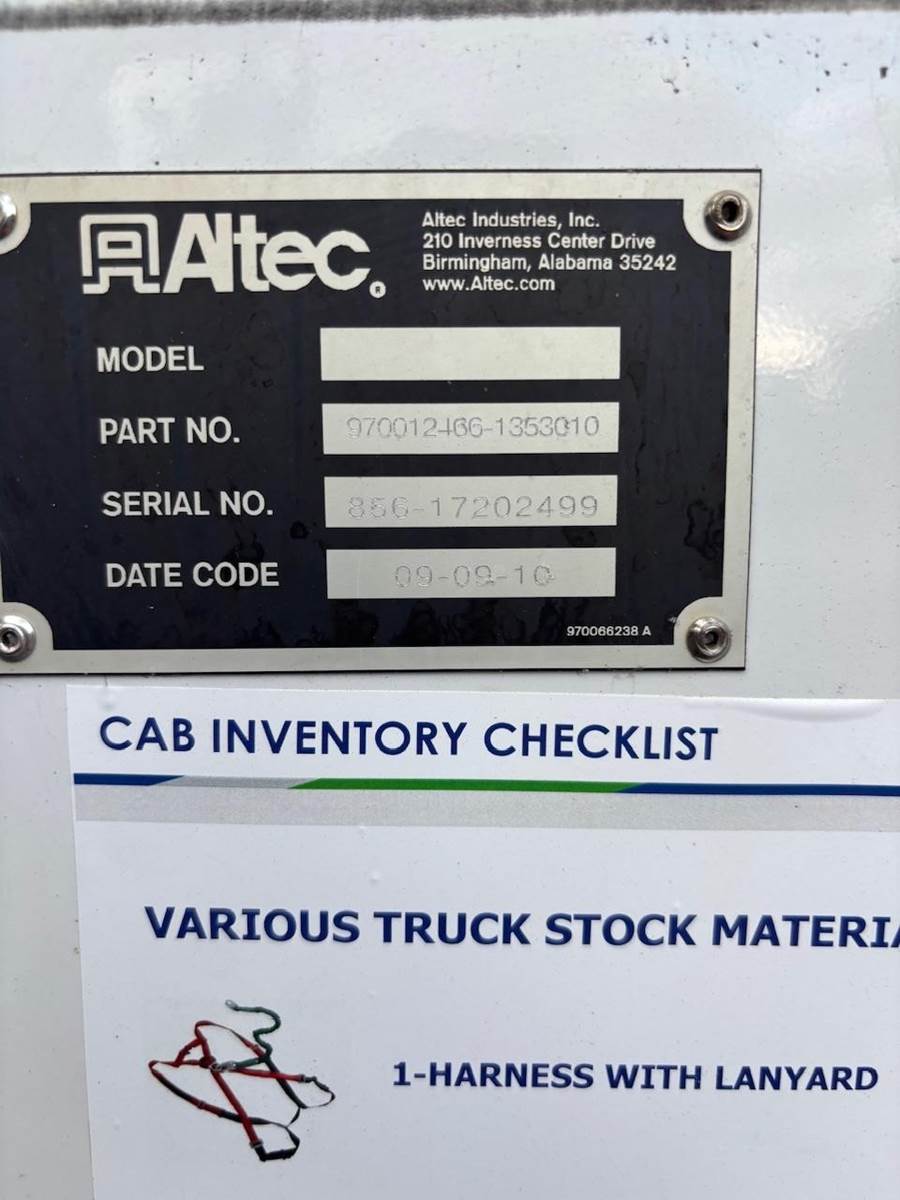 Altec®
Altec Industries, Inc.
210 Inverness Center Drive
Birmingham, Alabama 35242
www.Altec.com
MODEL
PART NO. 970012466-1353010
SERIAL NO. 856-17202499
DATE CODE 09-09-10
970066238 A
CAB INVENTORY CHECKLIST
VARIOUS TRUCK STOCK MATERIA
1-HARNESS WITH LANYARD